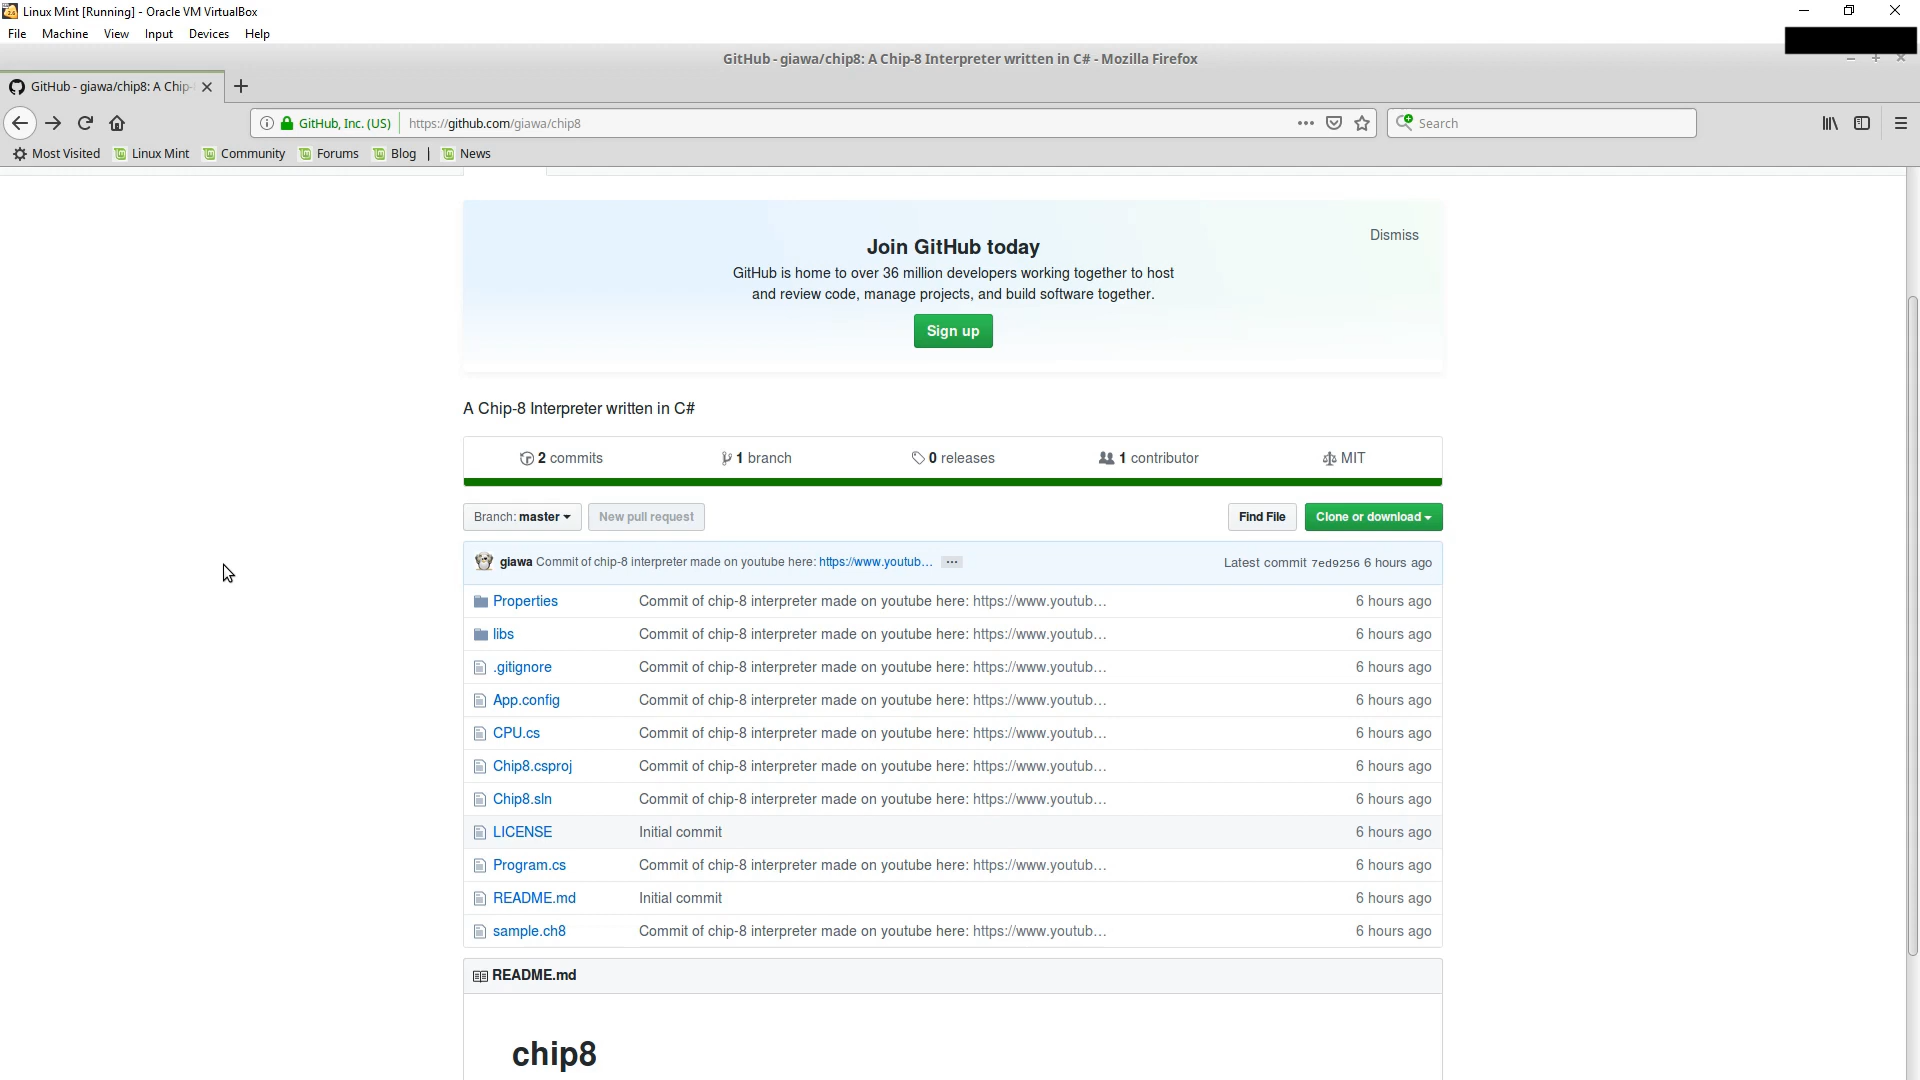 Linux Mint [Running] - Oracle VM VirtualBox
File Machine View Input Devices Help
GitHub - giawa/chip8: A Chip-8 Interpreter written in C# - Mozilla Firefox
GitHub - giawa/chip8: A Chip-
GitHub, Inc. (US) https://github.com/giawa/chip8 Search
Most Visited Linux Mint Community Forums Blog | News
Dismiss
Join GitHub today
GitHub is home to over 36 million developers working together to host
and review code, manage projects, and build software together.
Sign up
A Chip-8 Interpreter written in C#
2 commits 1 branch 0 releases 1 contributor MIT
Branch: master New pull request Find File Clone or download
giawa Commit of chip-8 interpreter made on youtube here: https://www.youtub… ... Latest commit 7ed9256 6 hours ago
Properties Commit of chip-8 interpreter made on youtube here: https://www.youtub… 6 hours ago
libs Commit of chip-8 interpreter made on youtube here: https://www.youtub… 6 hours ago
.gitignore Commit of chip-8 interpreter made on youtube here: https://www.youtub… 6 hours ago
App.config Commit of chip-8 interpreter made on youtube here: https://www.youtub… 6 hours ago
CPU.cs Commit of chip-8 interpreter made on youtube here: https://www.youtub… 6 hours ago
Chip8.csproj Commit of chip-8 interpreter made on youtube here: https://www.youtub… 6 hours ago
Chip8.sln Commit of chip-8 interpreter made on youtube here: https://www.youtub… 6 hours ago
LICENSE Initial commit 6 hours ago
Program.cs Commit of chip-8 interpreter made on youtube here: https://www.youtub… 6 hours ago
README.md Initial commit 6 hours ago
sample.ch8 Commit of chip-8 interpreter made on youtube here: https://www.youtub… 6 hours ago
README.md
chip8